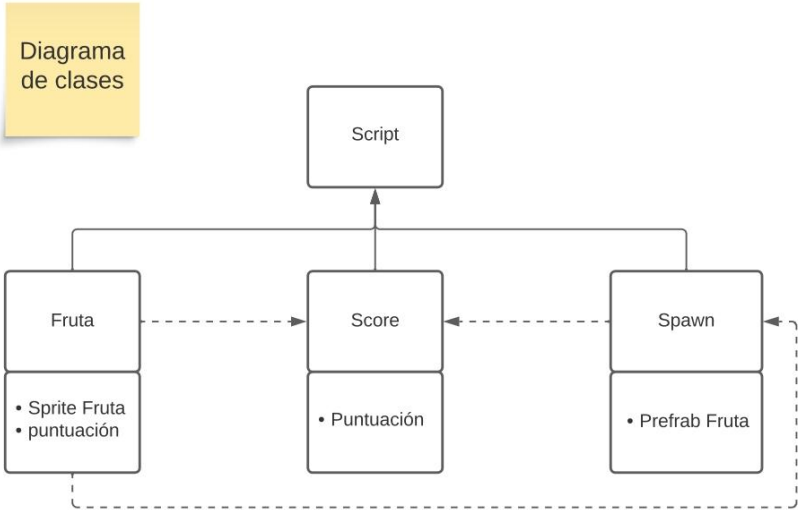 Diagrama
de clases
Script
Fruta
Score
Spawn
• Sprite Fruta
• puntuación
• Puntuación
• Prefrab Fruta